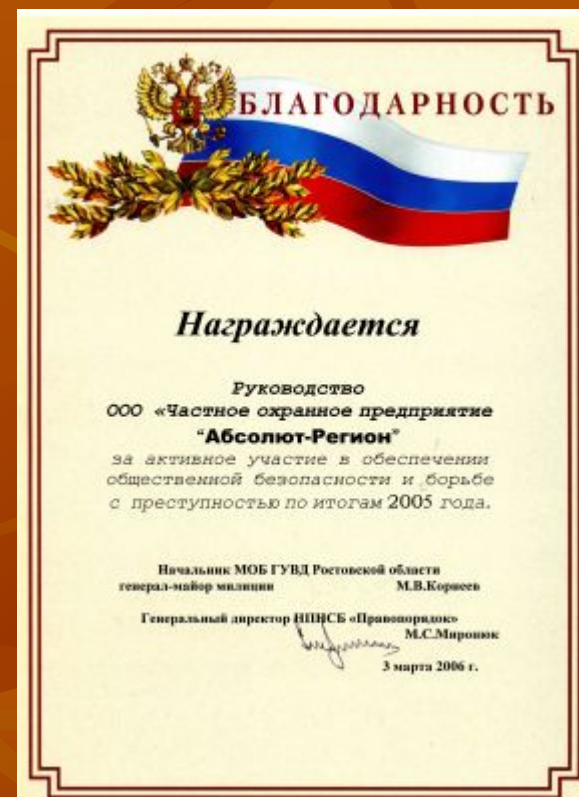 БЛАГОДАРНОСТЬ
Награждается
Руководство
ООО «Частное охранное предприятие
“Абсолют-Регион”
за активное участие в обеспечении
общественной безопасности и борьбе
с преступностью по итогам 2005 года.
Начальник МОБ ГУВД Ростовской области
генерал-майор милиции М.В.Корнеев
Генеральный директор НПНСБ «Правопорядок»
М.С.Миронюк
3 марта 2006 г.